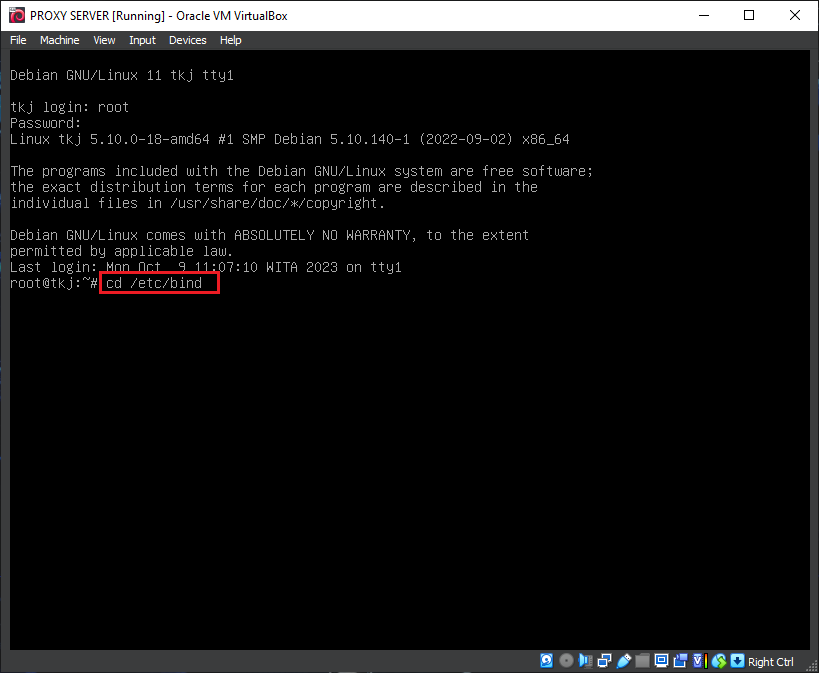 PROXY SERVER [Running] - Oracle VM VirtualBox
File Machine View Input Devices Help
Debian GNU/Linux 11 tkj tty1
tkj login: root
Password:
Linux tkj 5.10.0-18-amd64 #1 SMP Debian 5.10.140-1 (2022-09-02) x86_64
The programs included with the Debian GNU/Linux system are free software;
the exact distribution terms for each program are described in the
individual files in /usr/share/doc/*/copyright.
Debian GNU/Linux comes with ABSOLUTELY NO WARRANTY, to the extent
permitted by applicable law.
Last login: Mon Oct  9 11:07:10 WITA 2023 on tty1
root@tkj:~# cd /etc/bind
Right Ctrl